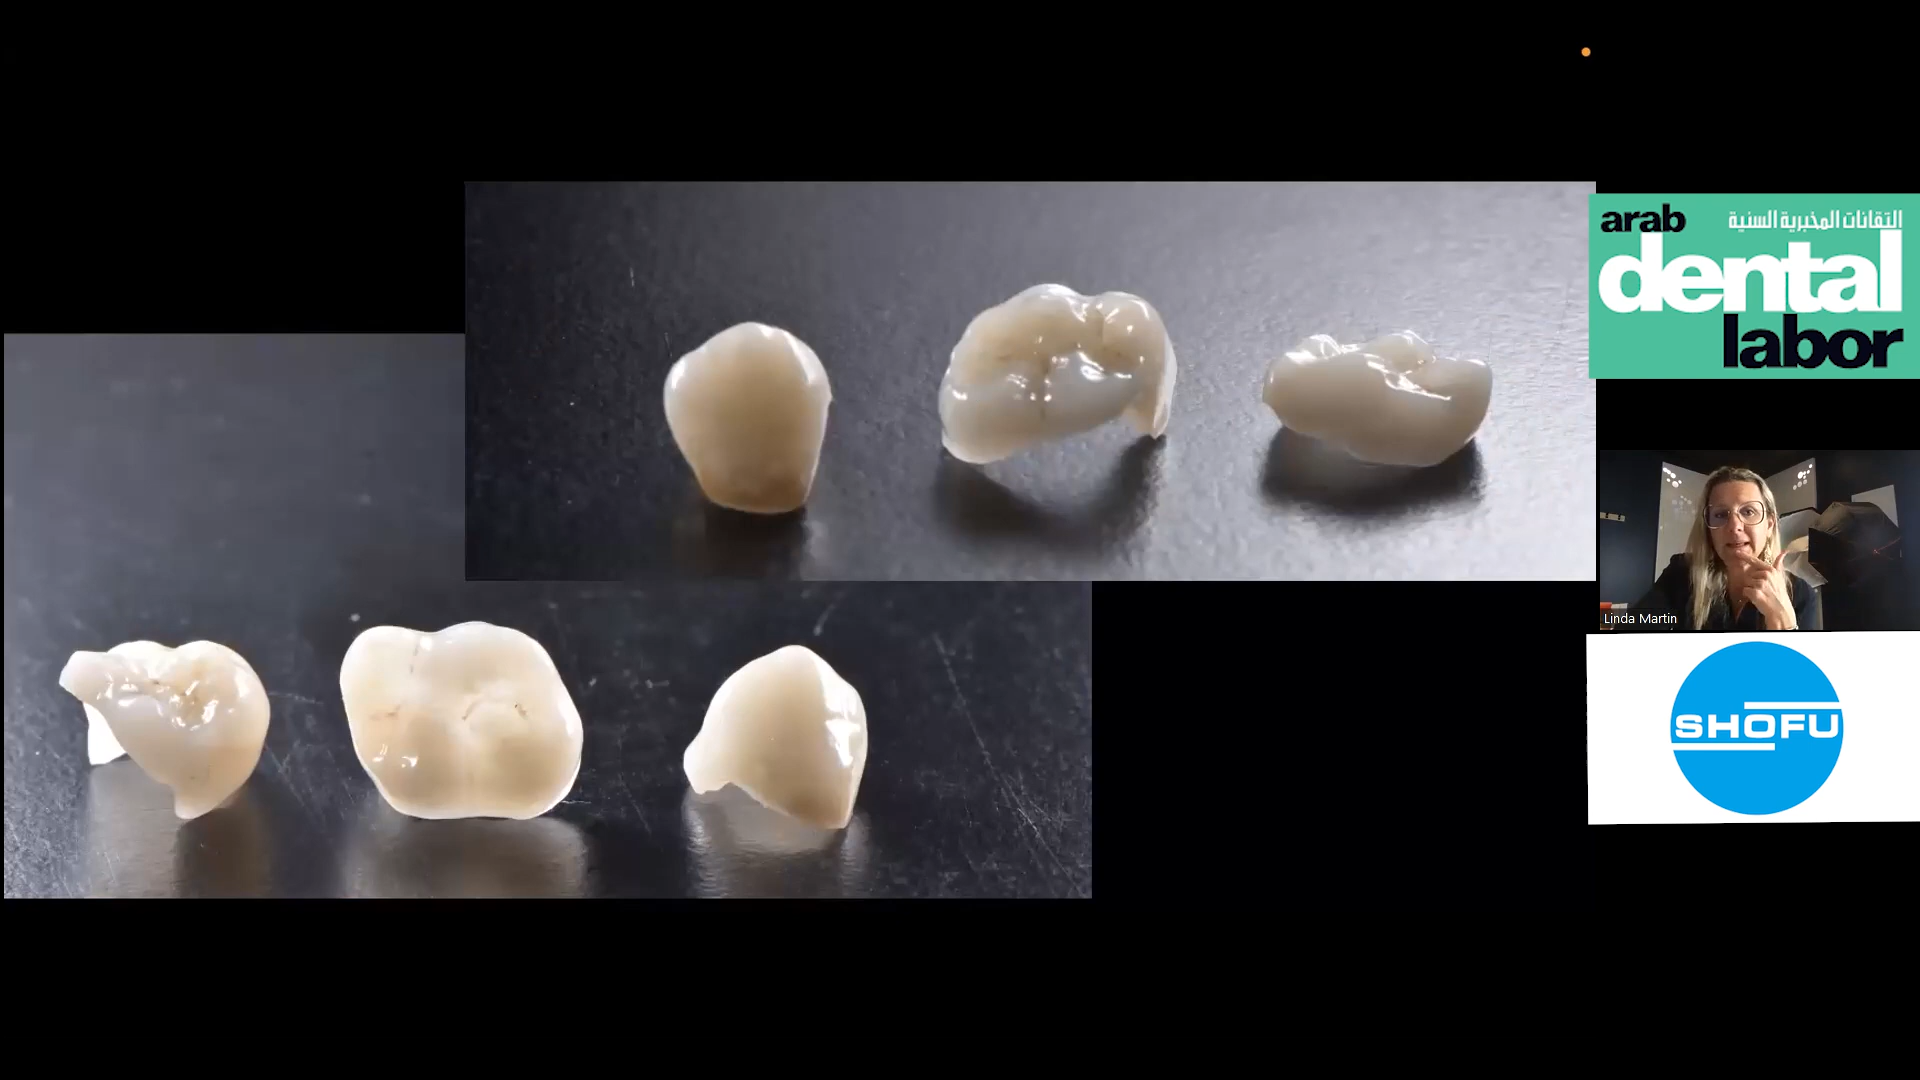 arab
التقانات المخبرية السنية
dental
labor
Linda Martin
SHOFU